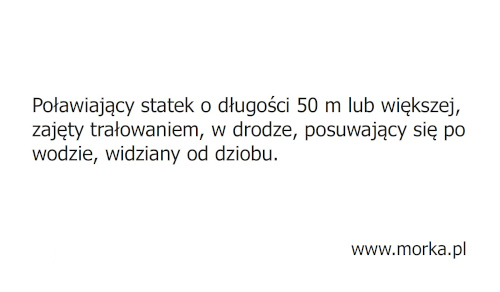 Poławiający statek o długości 50 m lub większej,
zajęty trałowaniem, w drodze, posuwający się po
wodzie, widziany od dziobu.
www.morka.pl